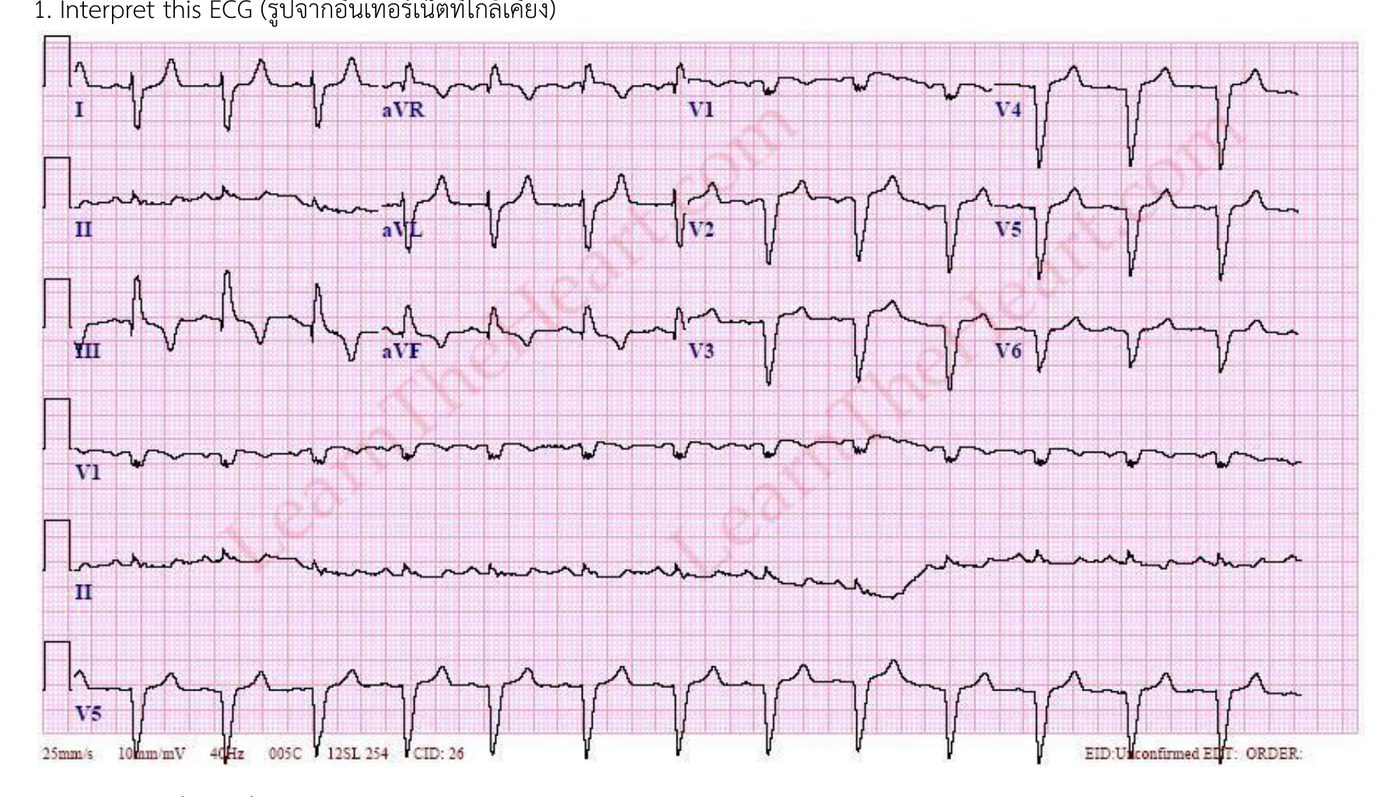 1. Interpret this ECG (รูปจากอินเทอร์เน็ตที่ใกล้เคียง)
I aVR V1 V4
II aVL V2 V5
III aVF V3 V6
V1
II
V5
LearnTheHeart.com
LearnTheHeart.com
25mm/s 10mm/mV 40Hz 005C 12SL 254 CID: 26 EID:Unconfirmed EDT: ORDER: